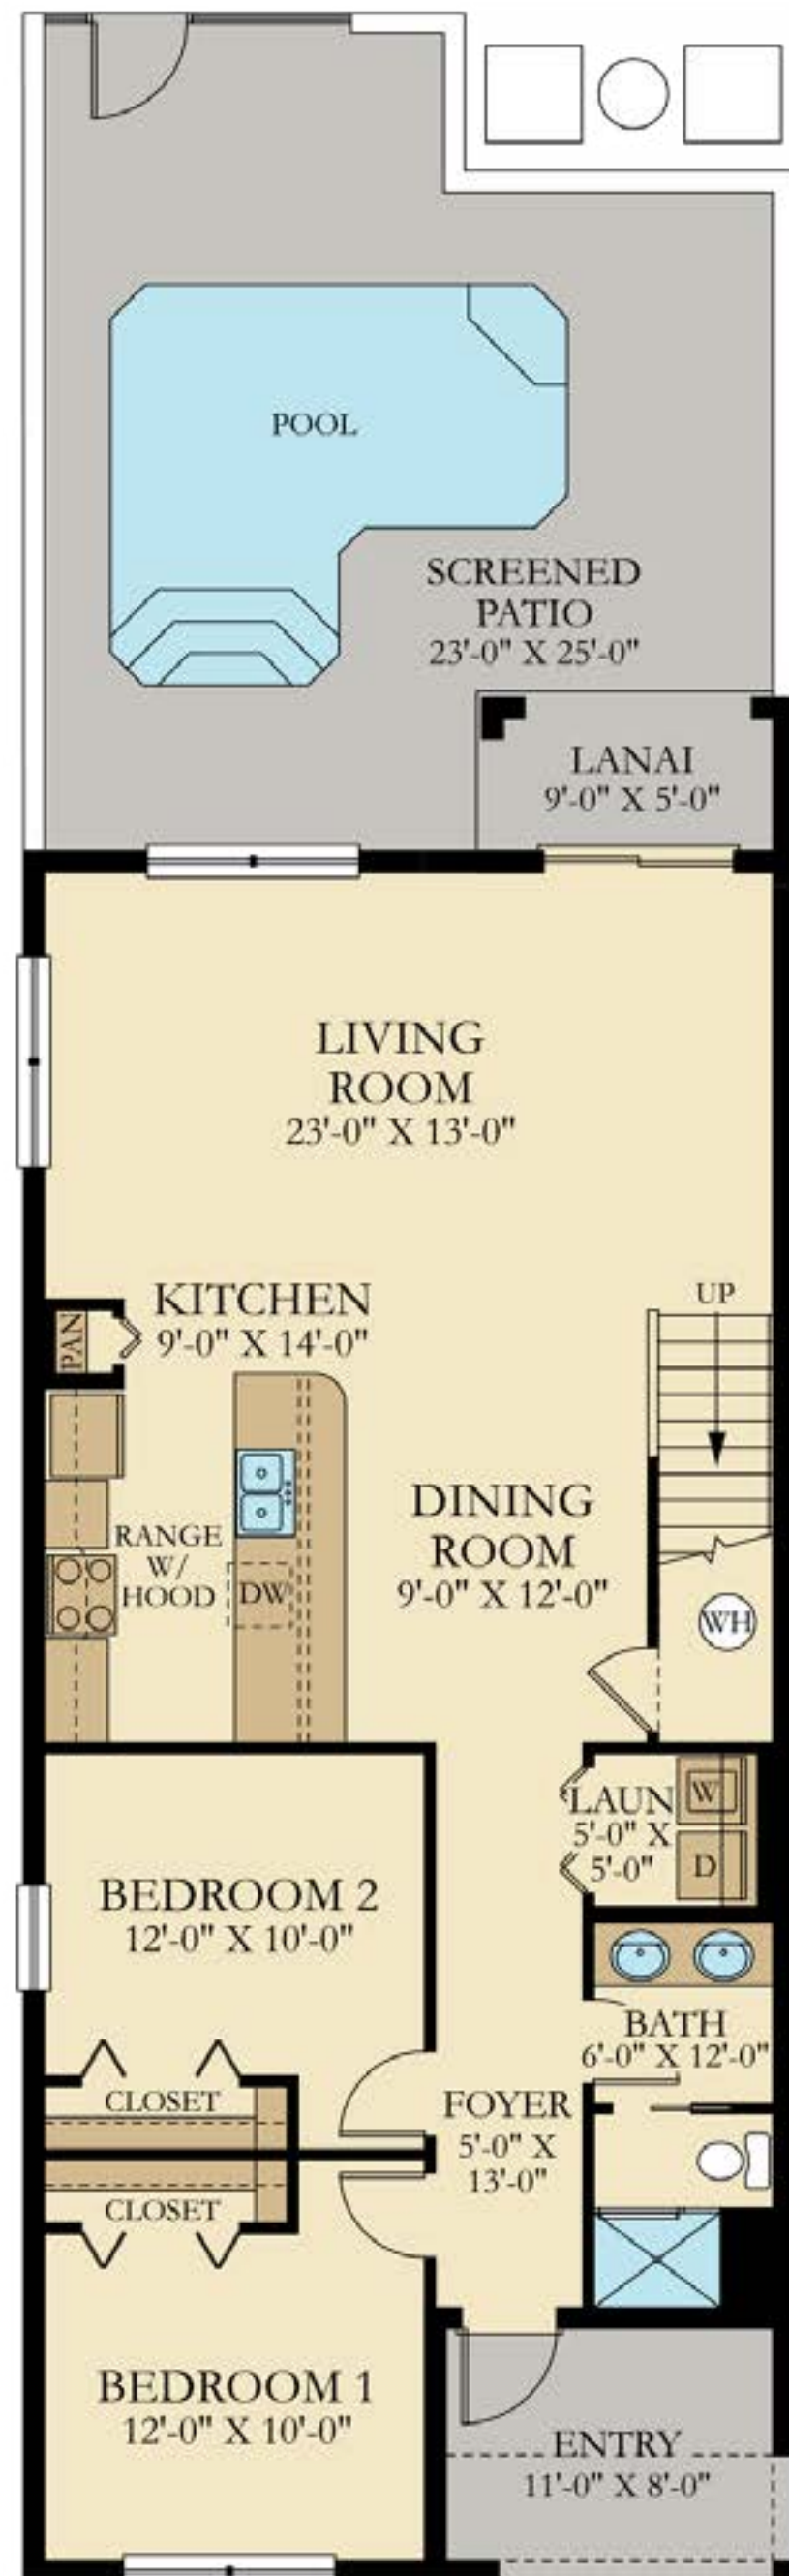 POOL
SCREENED
PATIO
23'-0" X 25'-0"
LANAI
9'-0" X 5'-0"
LIVING
ROOM
23'-0" X 13'-0"
KITCHEN
9'-0" X 14'-0"
PAN
UP
RANGE
W/
HOOD
DW
DINING
ROOM
9'-0" X 12'-0"
WH
LAUN
5'-0" X
5'-0"
W
D
BEDROOM 2
12'-0" X 10'-0"
BATH
6'-0" X 12'-0"
CLOSET
FOYER
5'-0" X
13'-0"
CLOSET
BEDROOM 1
12'-0" X 10'-0"
ENTRY
11'-0" X 8'-0"